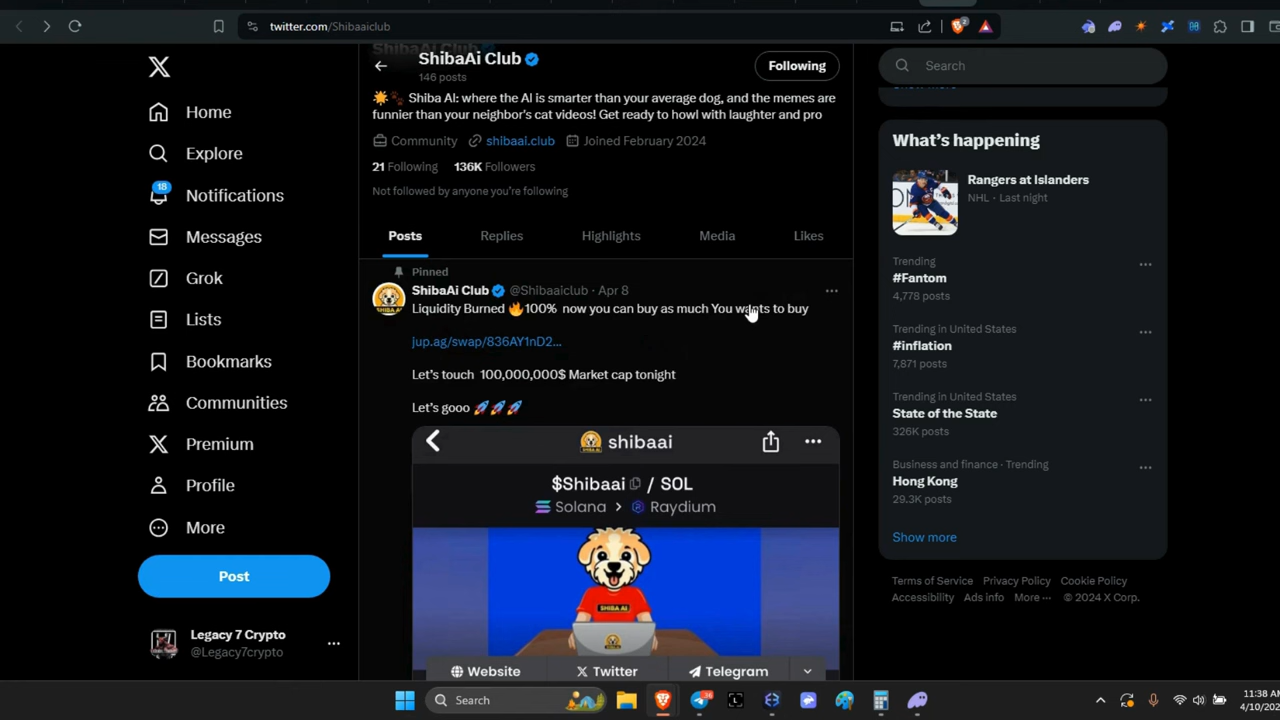 twitter.com/Shibaaiclub
2
X
Home
Explore
18
Notifications
Messages
Grok
Lists
Bookmarks
Communities
Premium
Profile
More
Post
Legacy 7 Crypto
@Legacy7crypto
ShibaAi Club
146 posts
Following
🌟🐾 Shiba AI: where the AI is smarter than your average dog, and the memes are
funnier than your neighbor's cat videos! Get ready to howl with laughter and pro
Community shibaai.club Joined February 2024
21 Following 136K Followers
Not followed by anyone you're following
Posts Replies Highlights Media Likes
Pinned
ShibaAi Club @Shibaaiclub · Apr 8
Liquidity Burned 🔥100% now you can buy as much You wants to buy
jup.ag/swap/836AY1nD2...
Let's touch 100,000,000$ Market cap tonight
Let's gooo 🚀🚀🚀
shibaai
$Shibaai / SOL
Solana > Raydium
SHIBA AI
Website Twitter Telegram
Search
What's happening
Rangers at Islanders
NHL · Last night
Trending
#Fantom
4,778 posts
Trending in United States
#inflation
7,871 posts
Trending in United States
State of the State
326K posts
Business and finance · Trending
Hong Kong
29.3K posts
Show more
Terms of Service Privacy Policy Cookie Policy
Accessibility Ads info More ··· © 2024 X Corp.
Search
11:38 AM
4/10/202